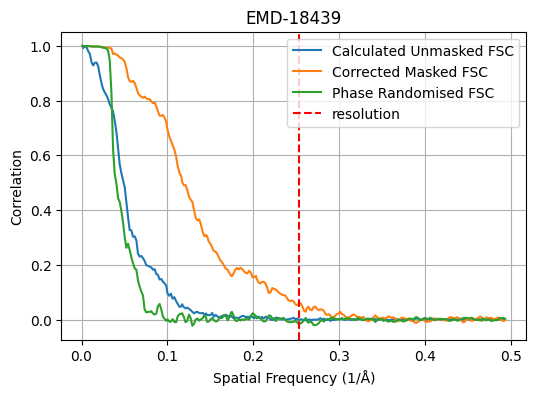 EMD-18439
Calculated Unmasked FSC
Corrected Masked FSC
Phase Randomised FSC
resolution
Correlation
1.0
0.8
0.6
0.4
0.2
0.0
0.0 0.1 0.2 0.3 0.4 0.5
Spatial Frequency (1/Å)